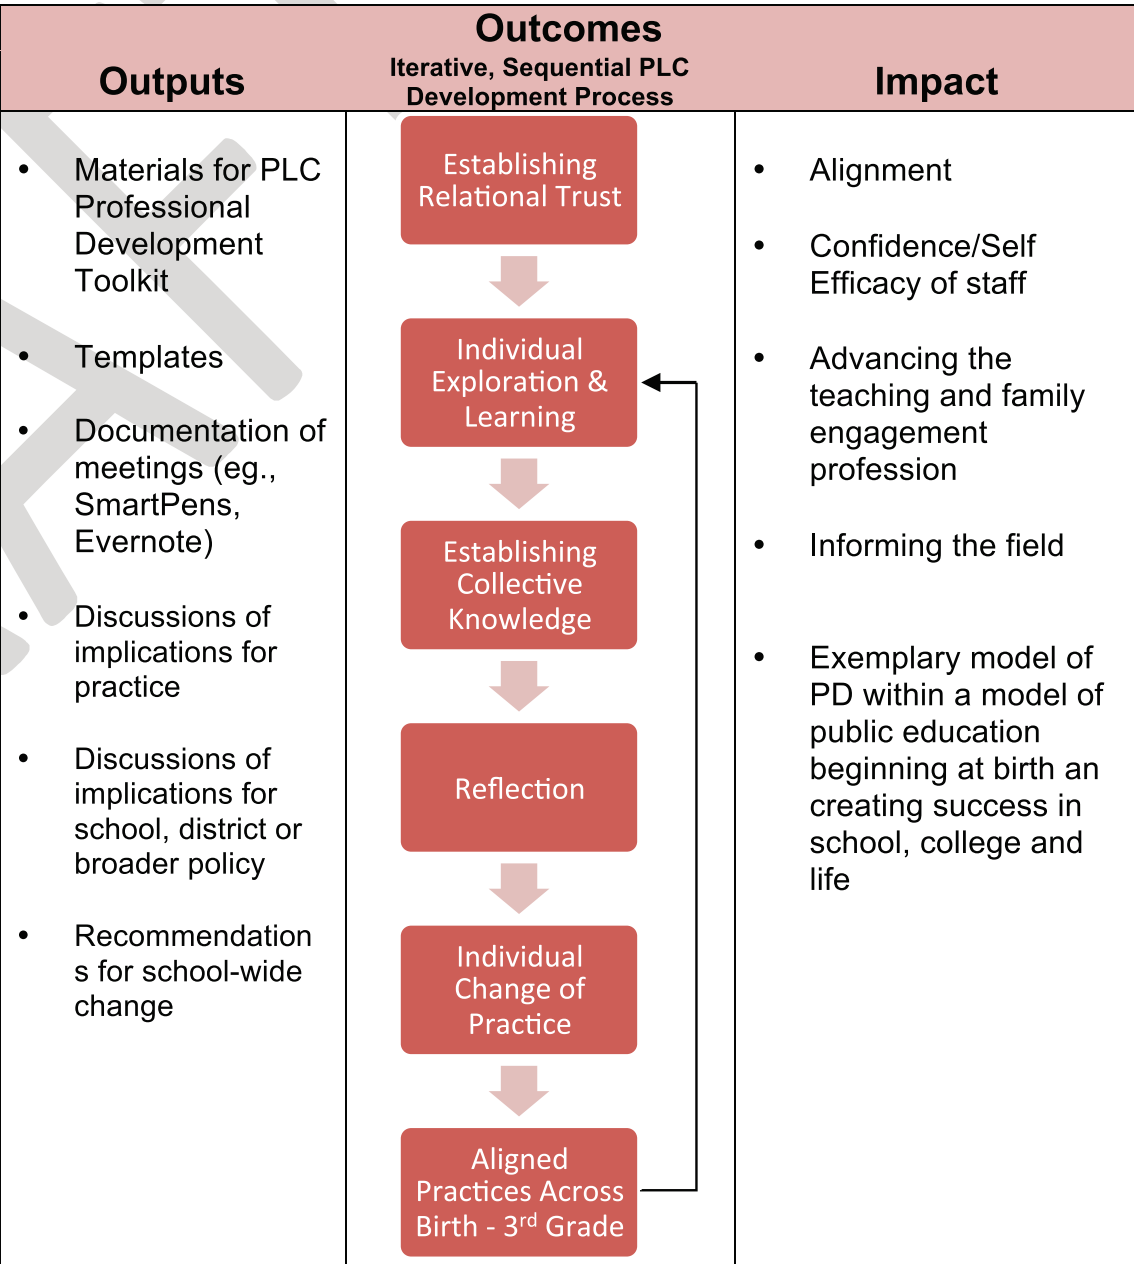 Outputs
Outcomes
Iterative, Sequential PLC
Development Process
Impact
• Materials for PLC
Professional
Development
Toolkit
• Templates
• Documentation of
meetings (eg.,
SmartPens,
Evernote)
• Discussions of
implications for
practice
• Discussions of
implications for
school, district or
broader policy
• Recommendation
s for school-wide
change
Establishing
Relational Trust
Individual
Exploration &
Learning
Establishing
Collective
Knowledge
Reflection
Individual
Change of
Practice
Aligned
Practices Across
Birth - 3rd Grade
• Alignment
• Confidence/Self
Efficacy of staff
• Advancing the
teaching and family
engagement
profession
• Informing the field
• Exemplary model of
PD within a model of
public education
beginning at birth an
creating success in
school, college and
life